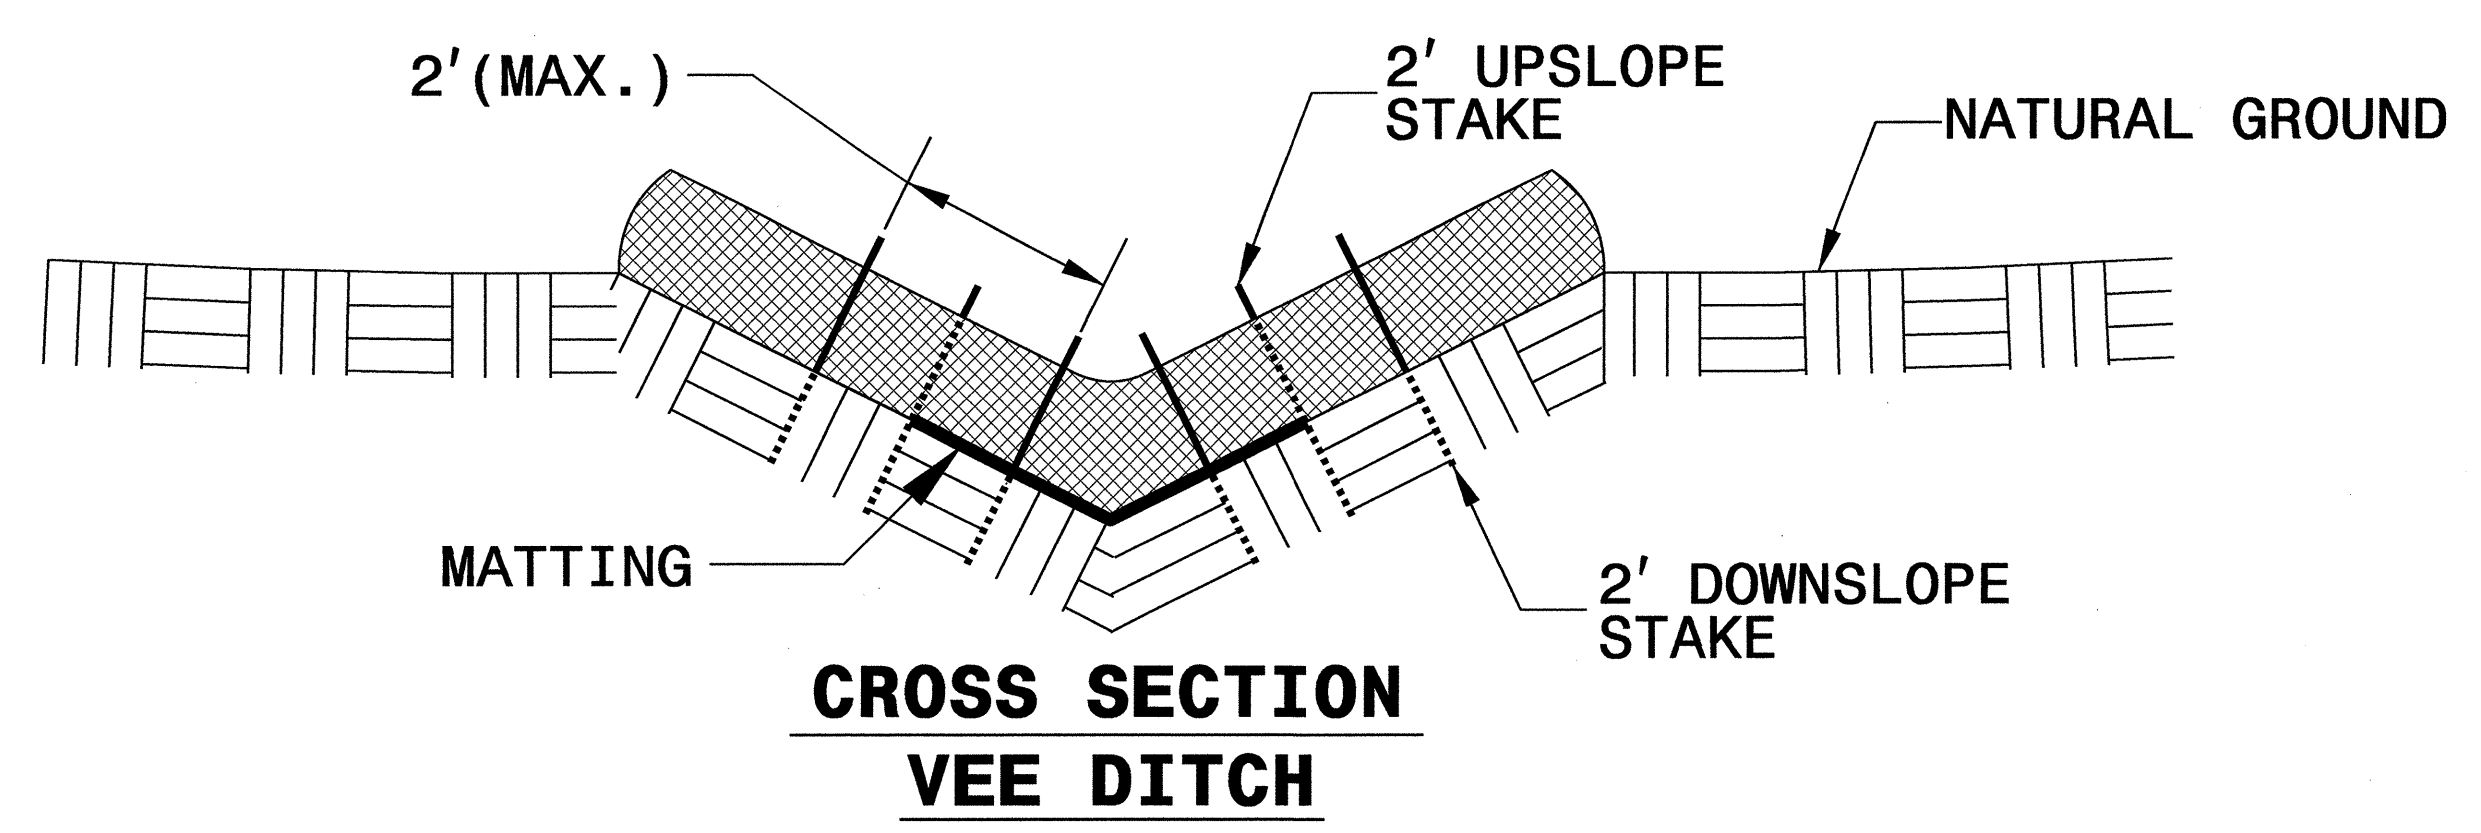 2'(MAX.)
2' UPSLOPE
STAKE
NATURAL GROUND
MATTING
2' DOWNSLOPE
STAKE
CROSS SECTION
VEE DITCH